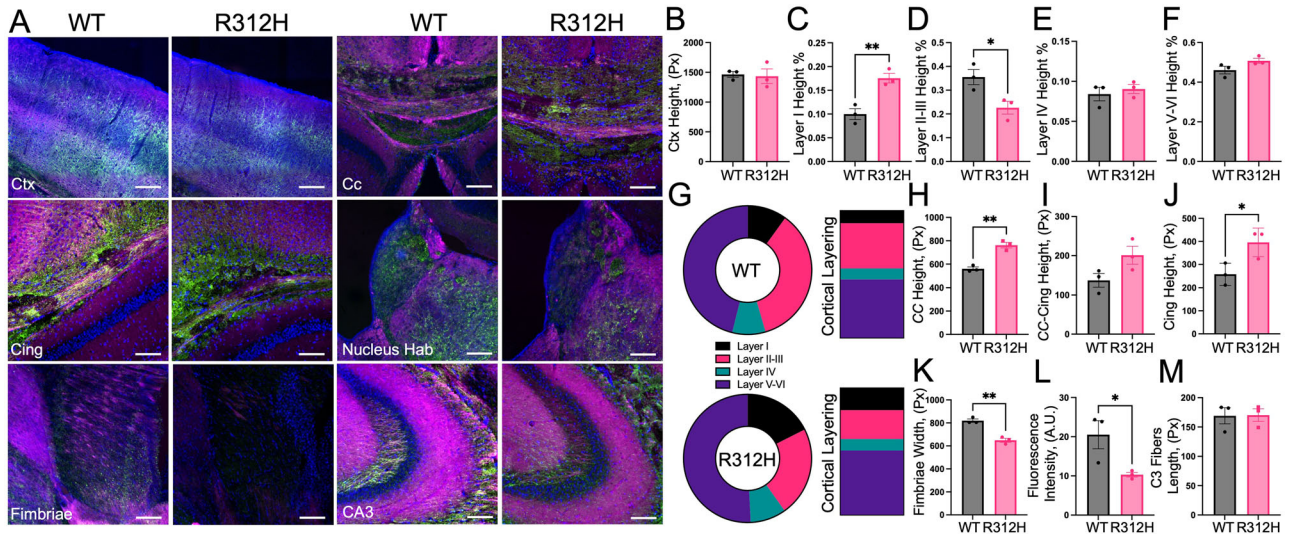 A
WT
R312H
WT
R312H
Ctx
Cc
Cing
Nucleus Hab
Fimbriae
CA3
B
Ctx Height, (Px)
2000
1500
1000
500
0
WT R312H
C
Layer I Height %
0.25
0.20
0.15
0.10
0.05
0.00
**
WT R312H
D
Layer II-III Height %
0.5
0.4
0.3
0.2
0.1
0.0
*
WT R312H
E
Layer IV Height %
0.15
0.10
0.05
0.00
WT R312H
F
Layer V-VI Height %
0.6
0.4
0.2
0.0
WT R312H
G
WT
Cortical Layering
Layer I
Layer II-III
Layer IV
Layer V-VI
R312H
Cortical Layering
H
CC Height, (Px)
1000
800
600
400
200
0
**
WT R312H
I
CC-Cing Height, (Px)
300
200
100
0
WT R312H
J
Cing Height, (Px)
500
400
300
200
100
0
*
WT R312H
K
Fimbriae Width, (Px)
1000
800
600
400
200
0
**
WT R312H
L
Fluorescence
Intensity, (A.U.)
30
20
10
0
*
WT R312H
M
C3 Fibers
Length, (Px)
200
150
100
50
0
WT R312H